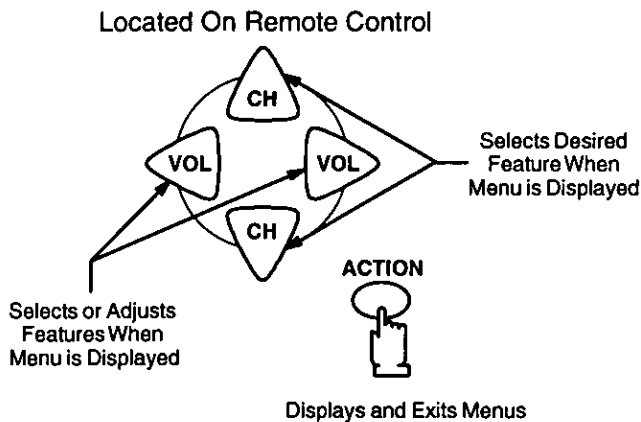 Located On Remote Control
CH
VOL
VOL
CH
Selects Desired
Feature When
Menu is Displayed
ACTION
Selects or Adjusts
Features When
Menu is Displayed
Displays and Exits Menus